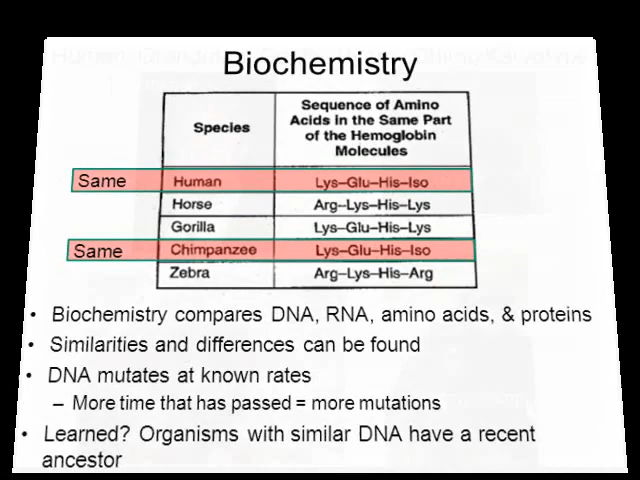 Biochemistry
Species
Sequence of Amino
Acids in the Same Part
of the Hemoglobin
Molecules
Same Human Lys–Glu–His–Iso
Horse Arg–Lys–His–Lys
Gorilla Lys–Glu–His–Lys
Same Chimpanzee Lys–Glu–His–Iso
Zebra Arg–Lys–His–Arg
• Biochemistry compares DNA, RNA, amino acids, & proteins
• Similarities and differences can be found
• DNA mutates at known rates
– More time that has passed = more mutations
• Learned? Organisms with similar DNA have a recent
ancestor